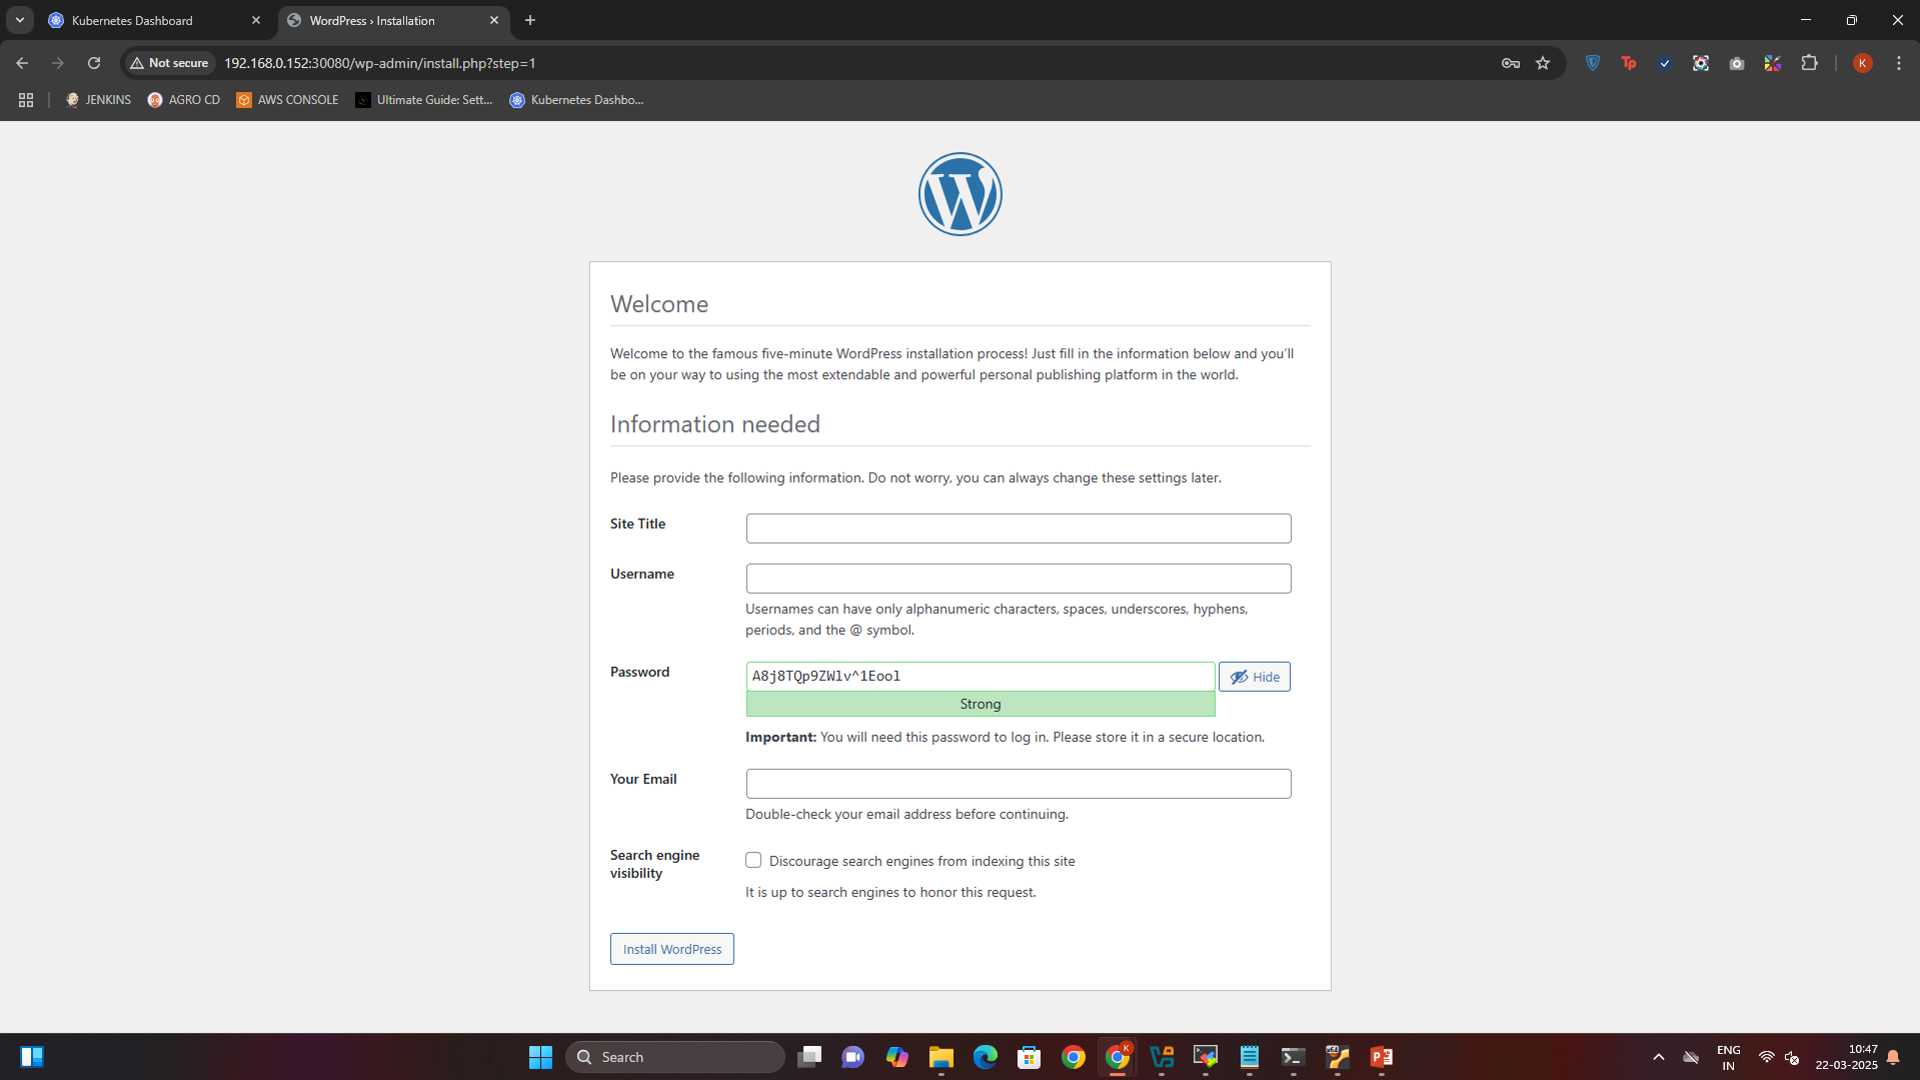 Kubernetes Dashboard
WordPress › Installation
Not secure
192.168.0.152:30080/wp-admin/install.php?step=1
Tp
K
JENKINS
AGRO CD
AWS CONSOLE
Ultimate Guide: Sett...
Kubernetes Dashbo...
W
Welcome
Welcome to the famous five-minute WordPress installation process! Just fill in the information below and you’ll
be on your way to using the most extendable and powerful personal publishing platform in the world.
Information needed
Please provide the following information. Do not worry, you can always change these settings later.
Site Title
Username
Usernames can have only alphanumeric characters, spaces, underscores, hyphens,
periods, and the @ symbol.
Password
A8j8TQp9ZWlv^1Eool
Hide
Strong
Important: You will need this password to log in. Please store it in a secure location.
Your Email
Double-check your email address before continuing.
Search engine
visibility
Discourage search engines from indexing this site
It is up to search engines to honor this request.
Install WordPress
Search
K
ENG
IN
10:47
22-03-2025